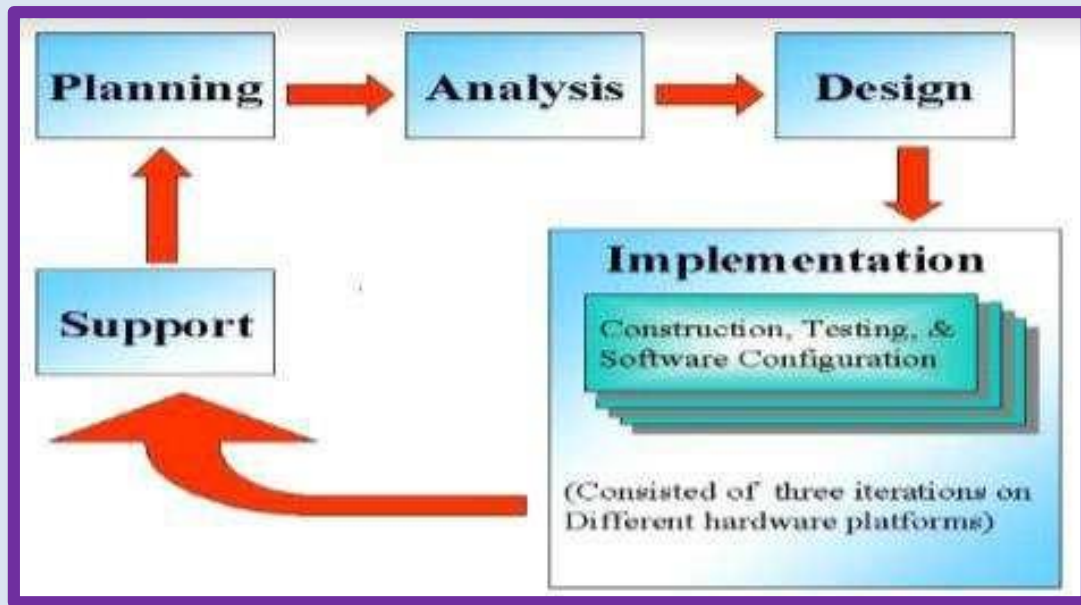 Planning
Analysis
Design
Support
Implementation
Construction, Testing, &
Software Configuration
(Consisted of three iterations on
Different hardware platforms)